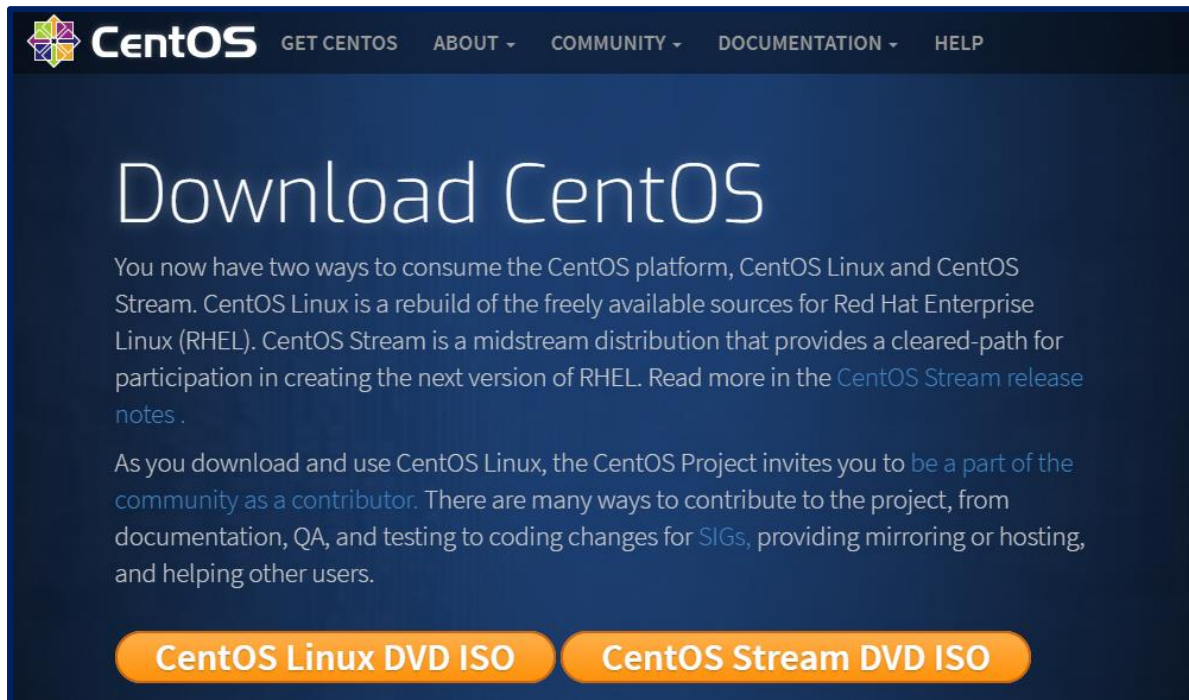 CentOS GET CENTOS ABOUT COMMUNITY DOCUMENTATION HELP
Download CentOS
You now have two ways to consume the CentOS platform, CentOS Linux and CentOS
Stream. CentOS Linux is a rebuild of the freely available sources for Red Hat Enterprise
Linux (RHEL). CentOS Stream is a midstream distribution that provides a cleared-path for
participation in creating the next version of RHEL. Read more in the CentOS Stream release
notes .
As you download and use CentOS Linux, the CentOS Project invites you to be a part of the
community as a contributor. There are many ways to contribute to the project, from
documentation, QA, and testing to coding changes for SIGs, providing mirroring or hosting,
and helping other users.
CentOS Linux DVD ISO CentOS Stream DVD ISO